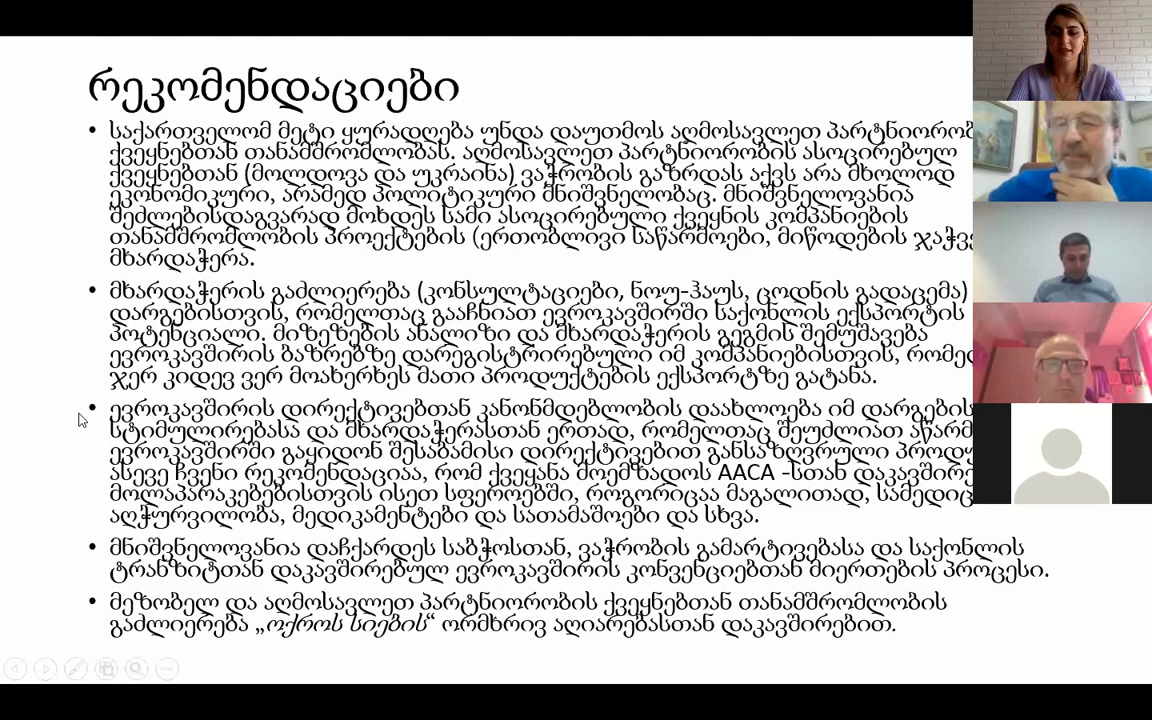 რეკომენდაციები
• საქართველომ მეტი ყურადღება უნდა დაუთმოს აღმოსავლეთ
ქვეყნებთან თანამშრომლობას. აღმოსავლეთ პარტნიორობის ასოცირებულ
ქვეყნებთან (მოლდოვა და უკრაინა) ვაჭრობის გაზრდას აქვს არა მხოლოდ
ეკონომიკური, არამედ პოლიტიკური მნიშვნელობაც. მნიშვნელოვანია
შეძლებისდაგვარად მოხდეს სამი ასოცირებული ქვეყნის კომპანიების
თანამშრომლობის პროექტების (ერთობლივი საწარმოები, მიწოდების
მხარდაჭერა.
• მხარდაჭერის გაძლიერება (კონსულტაციები, ნოუ-ჰაუს, ცოდნის გადაცემა)
დარგებისთვის, რომელთაც გააჩნიათ ევროკავშირში საქონლის ექსპორტის
პოტენციალი. მიზეზების ანალიზი და მხარდაჭერის გეგმის შემუშავება
ევროკავშირის ბაზრებზე დარეგისტრირებული იმ კომპანიებისთვის,
ჯერ კიდევ ვერ მოახერხეს მათი პროდუქტების ექსპორტზე გატანა.
• ევროკავშირის დირექტივებთან კანონმდებლობის დაახლოება იმ დარგების
სტიმულირებასა და მხარდაჭერასთან ერთად, რომელთაც შეუძლიათ
ევროკავშირში გაყიდონ შესაბამისი დირექტივებით განსაზღვრული
ასევე ჩვენი რეკომენდაციაა, რომ ქვეყანა მოემზადოს AACA -სთან
მოლაპარაკებებისთვის ისეთ სფეროებში, როგორიცაა მაგალითად,
აღჭურვილობა, მედიკამენტები და სათამაშოები და სხვა.
• მნიშვნელოვანია დაჩქარდეს საბჭოსთან, ვაჭრობის გამარტივებასა და საქონლის
ტრანზიტთან დაკავშირებულ ევროკავშირის კონვენციებთან მიერთების პროცესი.
• მეზობელ და აღმოსავლეთ პარტნიორობის ქვეყნებთან თანამშრომლობის
გაძლიერება „ოქროს სიების“ ორმხრივ აღიარებასთან დაკავშირებით.